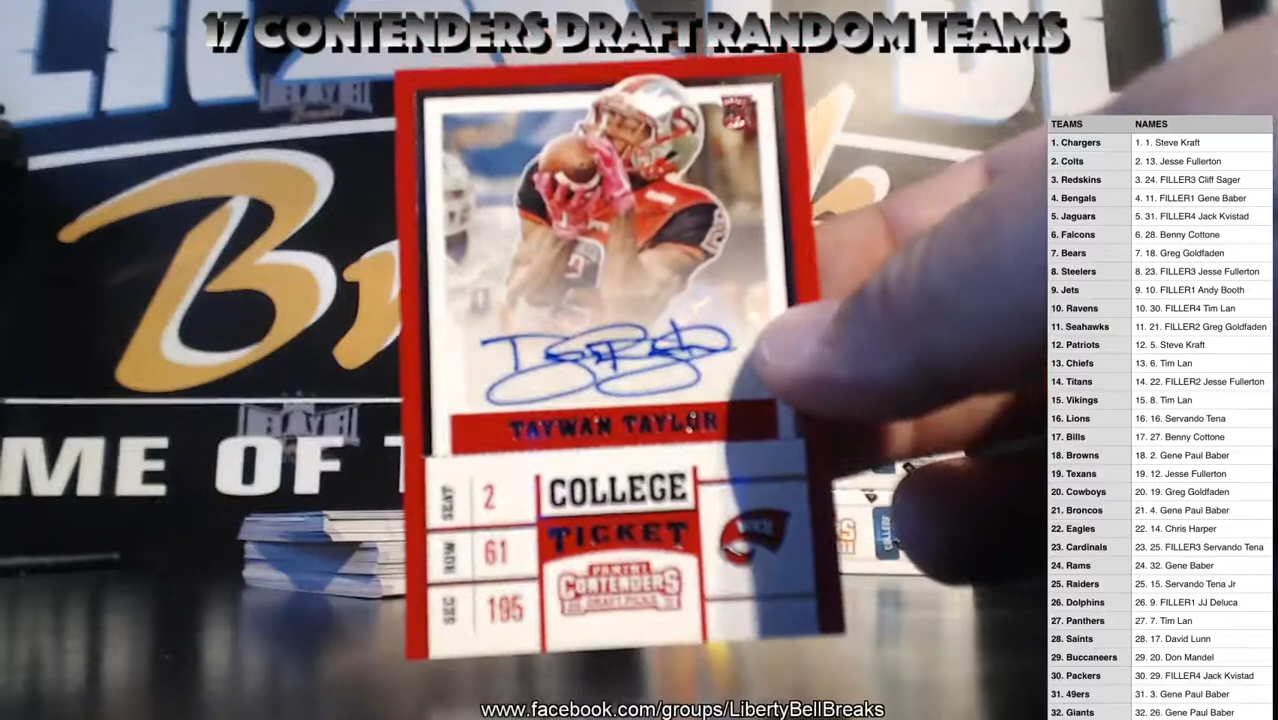 17 CONTENDERS DRAFT RANDOM TEAMS
TAYWAN TAYLOR
SEAT 2
ROW 61
SEC 195
COLLEGE
TICKET
PANINI
CONTENDERS
DRAFT PICKS
ME OF
www.facebook.com/groups/LibertyBellBreaks
TEAMS NAMES
1. Chargers 1. 1. Steve Kraft
2. Colts 2. 13. Jesse Fullerton
3. Redskins 3. 24. FILLER3 Cliff Sager
4. Bengals 4. 11. FILLER1 Gene Baber
5. Jaguars 5. 31. FILLER4 Jack Kvistad
6. Falcons 6. 28. Benny Cottone
7. Bears 7. 18. Greg Goldfaden
8. Steelers 8. 23. FILLER3 Jesse Fullerton
9. Jets 9. 10. FILLER1 Andy Booth
10. Ravens 10. 30. FILLER4 Tim Lan
11. Seahawks 11. 21. FILLER2 Greg Goldfaden
12. Patriots 12. 5. Steve Kraft
13. Chiefs 13. 6. Tim Lan
14. Titans 14. 22. FILLER2 Jesse Fullerton
15. Vikings 15. 8. Tim Lan
16. Lions 16. 16. Servando Tena
17. Bills 17. 27. Benny Cottone
18. Browns 18. 2. Gene Paul Baber
19. Texans 19. 12. Jesse Fullerton
20. Cowboys 20. 19. Greg Goldfaden
21. Broncos 21. 4. Gene Paul Baber
22. Eagles 22. 14. Chris Harper
23. Cardinals 23. 25. FILLER3 Servando Tena
24. Rams 24. 32. Gene Baber
25. Raiders 25. 15. Servando Tena Jr
26. Dolphins 26. 9. FILLER1 JJ Deluca
27. Panthers 27. 7. Tim Lan
28. Saints 28. 17. David Lunn
29. Buccaneers 29. 20. Don Mandel
30. Packers 30. 29. FILLER4 Jack Kvistad
31. 49ers 31. 3. Gene Paul Baber
32. Giants 32. 26. Gene Paul Baber